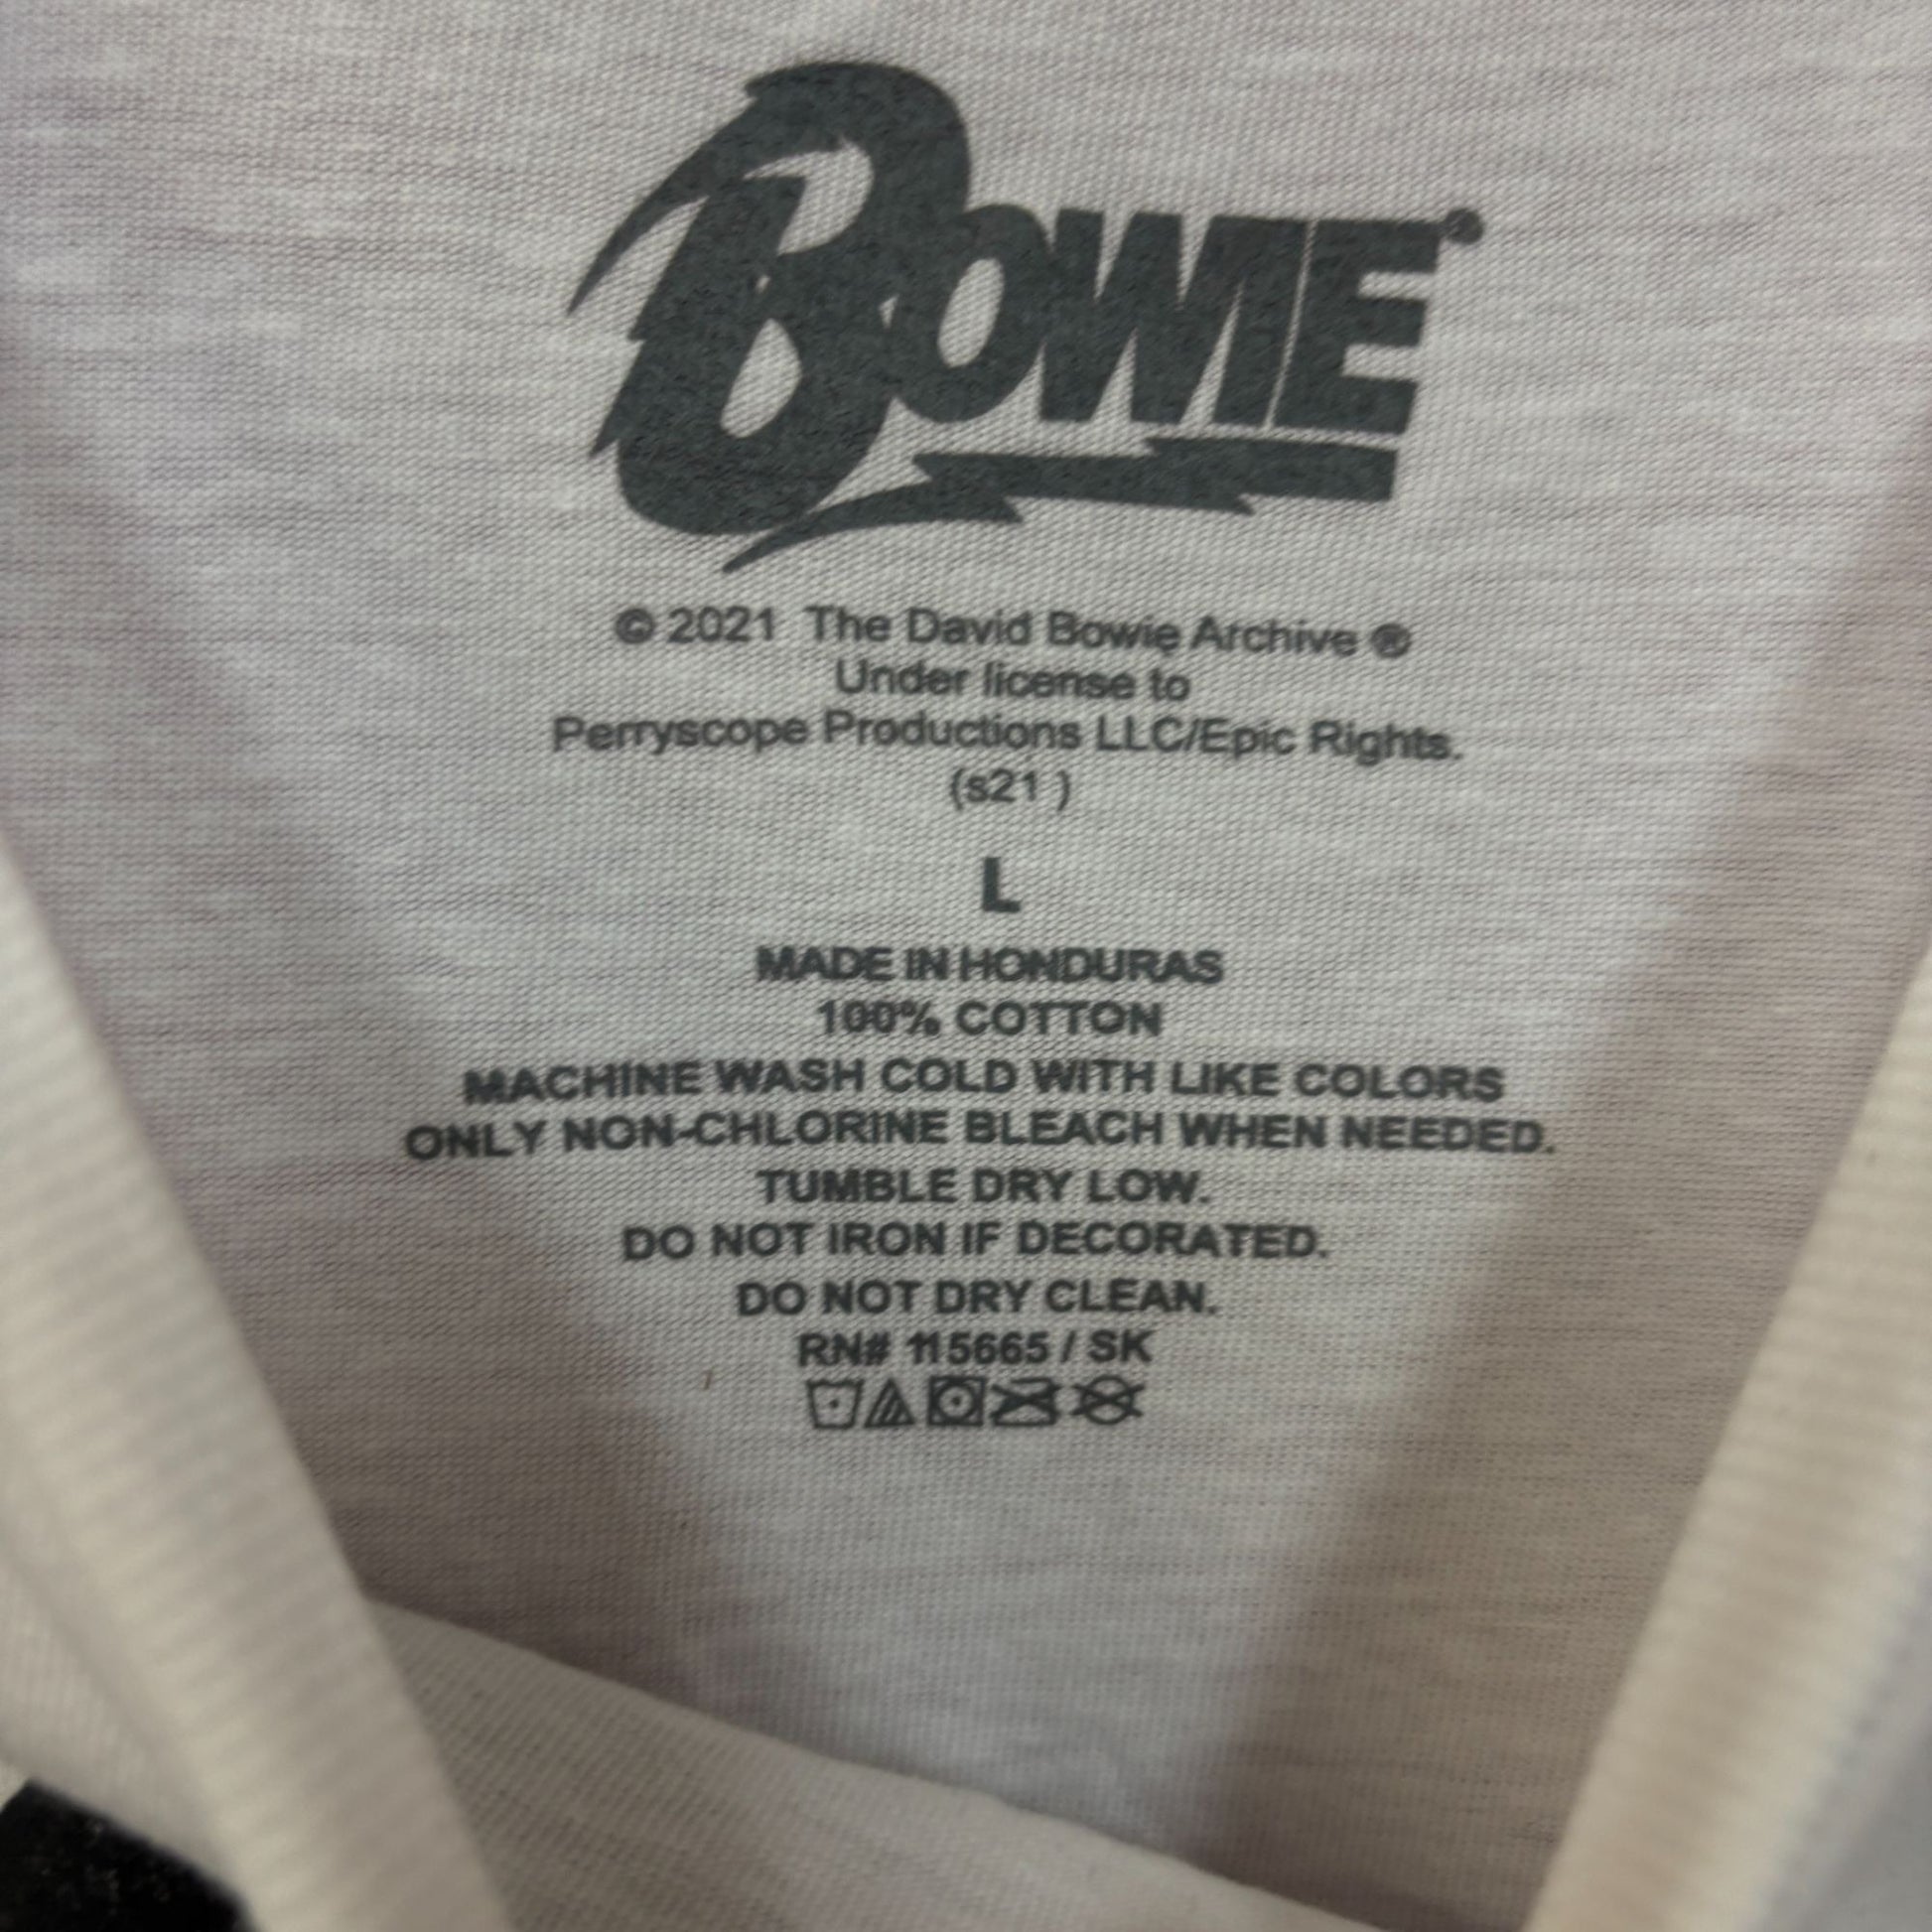 BOWIE
© 2021 The David Bowie Archive ®
Under license to
Perryscope Productions LLC/Epic Rights.
(s21 )
L
MADE IN HONDURAS
100% COTTON
MACHINE WASH COLD WITH LIKE COLORS
ONLY NON-CHLORINE BLEACH WHEN NEEDED.
TUMBLE DRY LOW.
DO NOT IRON IF DECORATED.
DO NOT DRY CLEAN.
RN# 115665 / SK